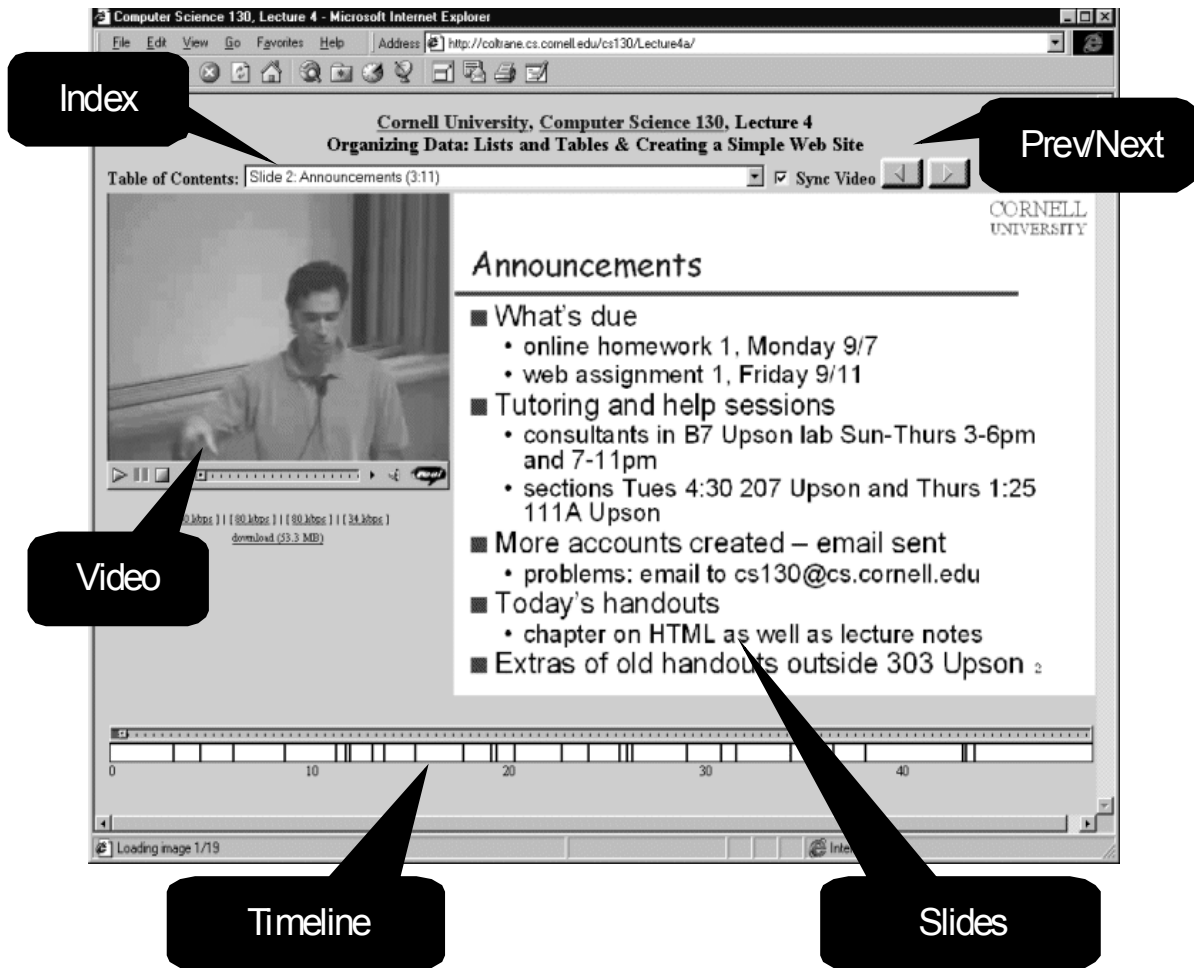 Computer Science 130, Lecture 4 - Microsoft Internet Explorer
File Edit View Go Favorites Help Address http://coltrane.cs.cornell.edu/cs130/Lecture4a/
Index
Cornell University, Computer Science 130, Lecture 4
Organizing Data: Lists and Tables & Creating a Simple Web Site
Prev/Next
Table of Contents: Slide 2: Announcements (3:11) Sync Video
CORNELL
UNIVERSITY
Announcements
What's due
• online homework 1, Monday 9/7
• web assignment 1, Friday 9/11
Tutoring and help sessions
• consultants in B7 Upson lab Sun-Thurs 3-6pm
and 7-11pm
• sections Tues 4:30 207 Upson and Thurs 1:25
111A Upson
More accounts created – email sent
• problems: email to cs130@cs.cornell.edu
Today's handouts
• chapter on HTML as well as lecture notes
Extras of old handouts outside 303 Upson 2
kbps ] | [ 80 kbps ] | [ 80 kbps ] | [ 34 kbps ]
download (53.3 MB)
Video
0 10 20 30 40
Loading image 1/19
Timeline
Slides